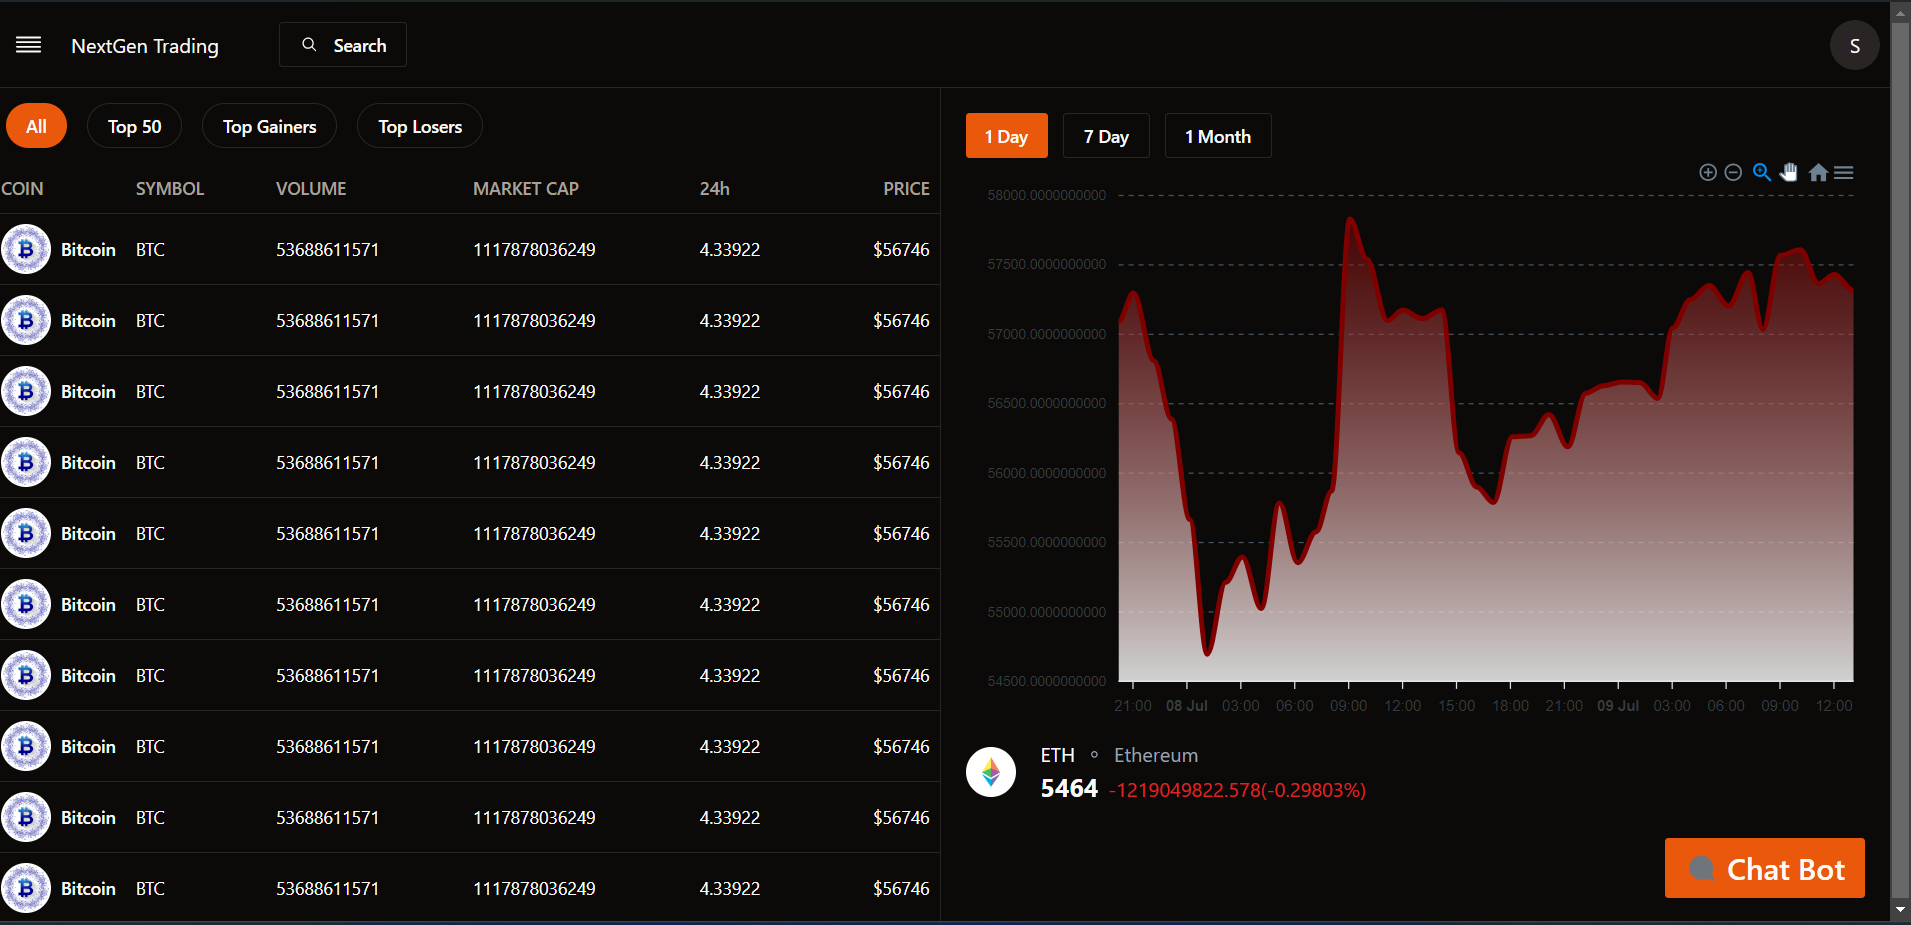 NextGen Trading Search S
All Top 50 Top Gainers Top Losers
COIN SYMBOL VOLUME MARKET CAP 24h PRICE
Bitcoin BTC 53688611571 1117878036249 4.33922 $56746
Bitcoin BTC 53688611571 1117878036249 4.33922 $56746
Bitcoin BTC 53688611571 1117878036249 4.33922 $56746
Bitcoin BTC 53688611571 1117878036249 4.33922 $56746
Bitcoin BTC 53688611571 1117878036249 4.33922 $56746
Bitcoin BTC 53688611571 1117878036249 4.33922 $56746
Bitcoin BTC 53688611571 1117878036249 4.33922 $56746
Bitcoin BTC 53688611571 1117878036249 4.33922 $56746
Bitcoin BTC 53688611571 1117878036249 4.33922 $56746
Bitcoin BTC 53688611571 1117878036249 4.33922 $56746
1 Day 7 Day 1 Month
58000.0000000000
57500.0000000000
57000.0000000000
56500.0000000000
56000.0000000000
55500.0000000000
55000.0000000000
54500.0000000000
21:00 08 Jul 03:00 06:00 09:00 12:00 15:00 18:00 21:00 09 Jul 03:00 06:00 09:00 12:00
ETH Ethereum
5464 -1219049822.578(-0.29803%)
Chat Bot